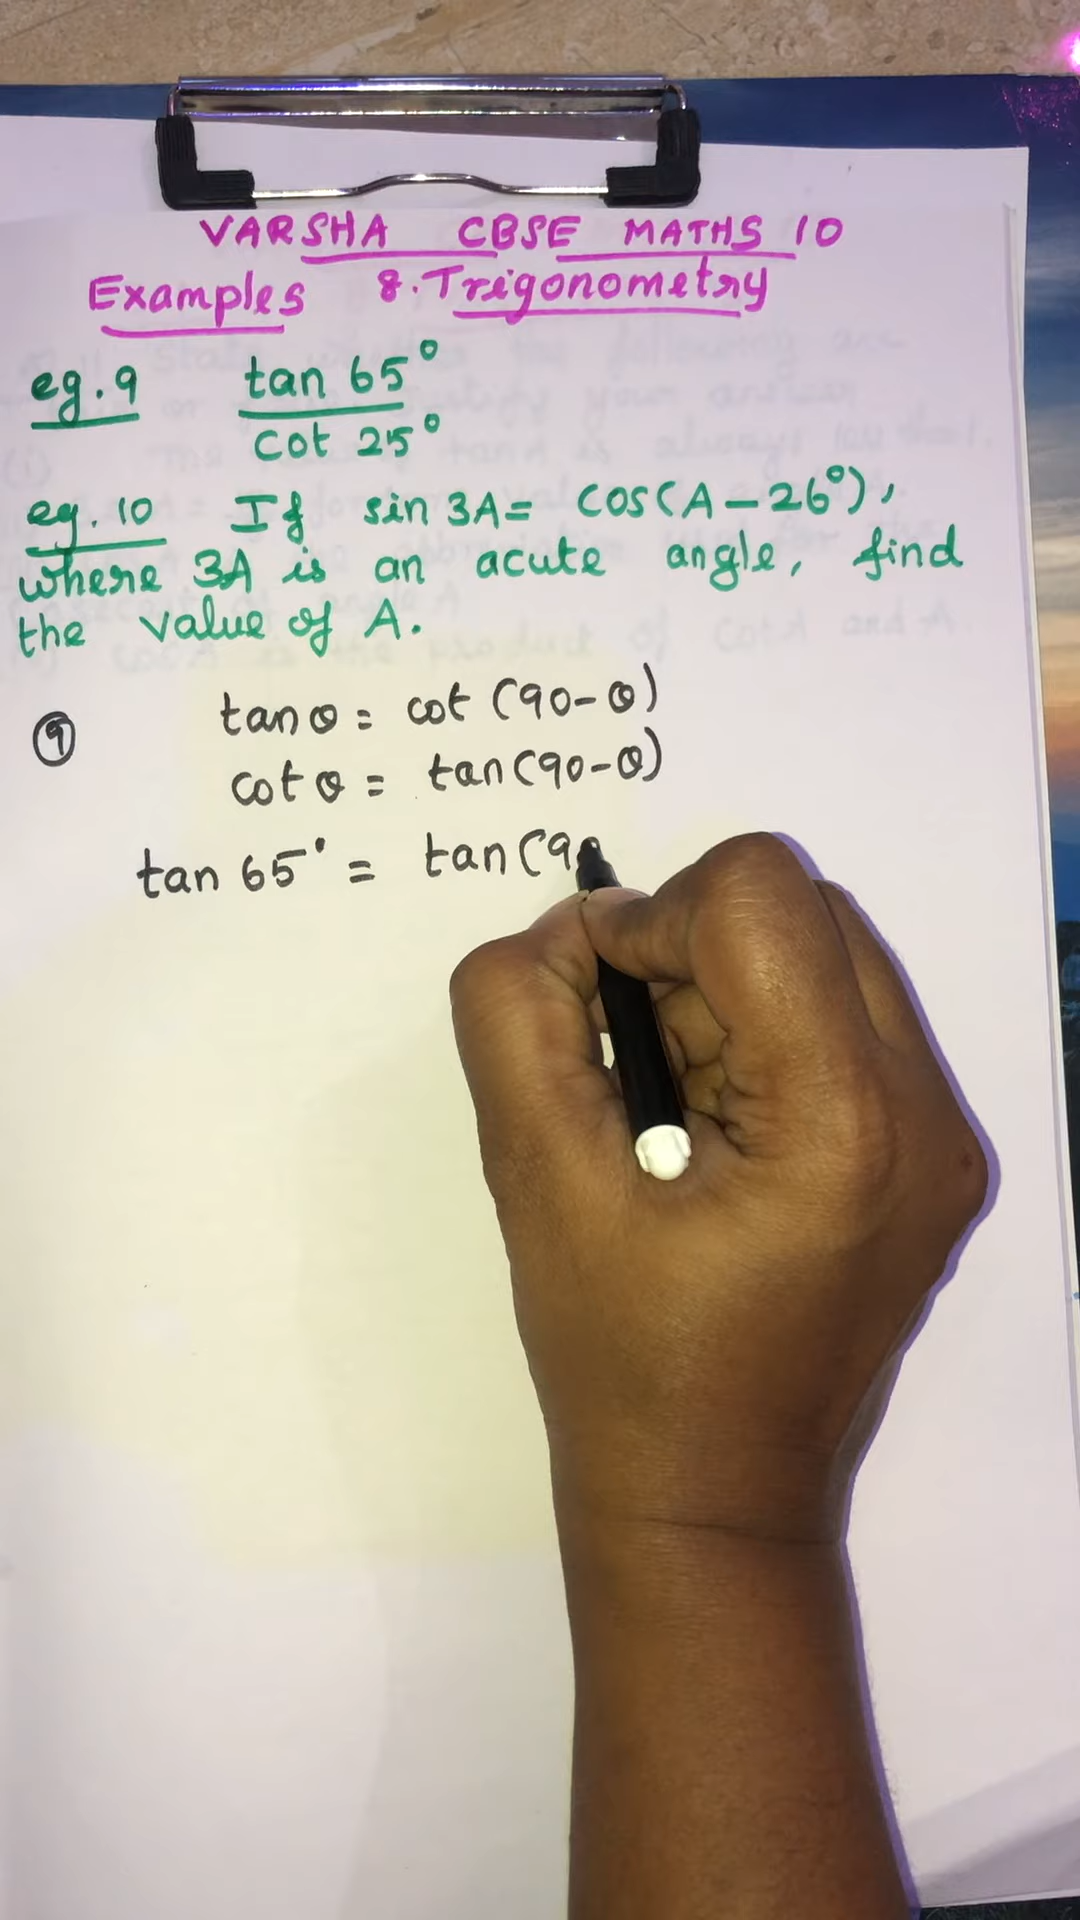 VARSHA CBSE MATHS 10
Examples 8.Trigonometry
eg.9 tan 65°
cot 25°
eg. 10 If sin 3A = cos(A - 26°),
where 3A is an acute angle, find
the value of A.
9 tan θ = cot (90-θ)
cot θ = tan(90-θ)
tan 65° = tan(90